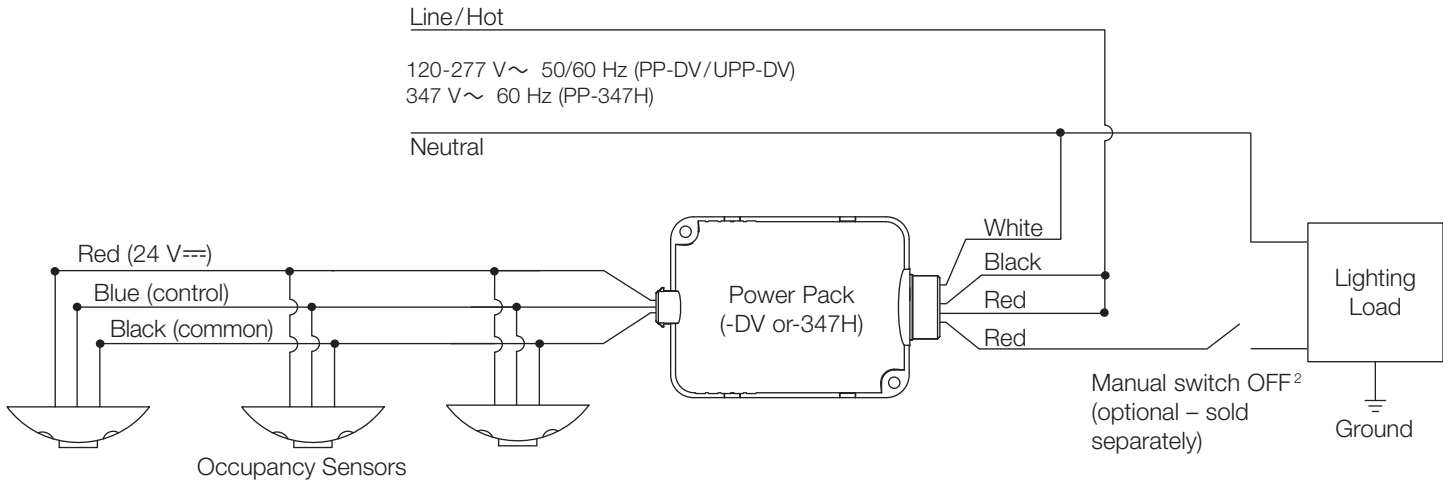 Line/Hot
120-277 V~ 50/60 Hz (PP-DV/UPP-DV)
347 V~ 60 Hz (PP-347H)
Neutral
Red (24 V⎓)
Blue (control)
Black (common)
Occupancy Sensors
Power Pack
(-DV or-347H)
White
Black
Red
Red
Manual switch OFF²
(optional – sold
separately)
Lighting
Load
Ground